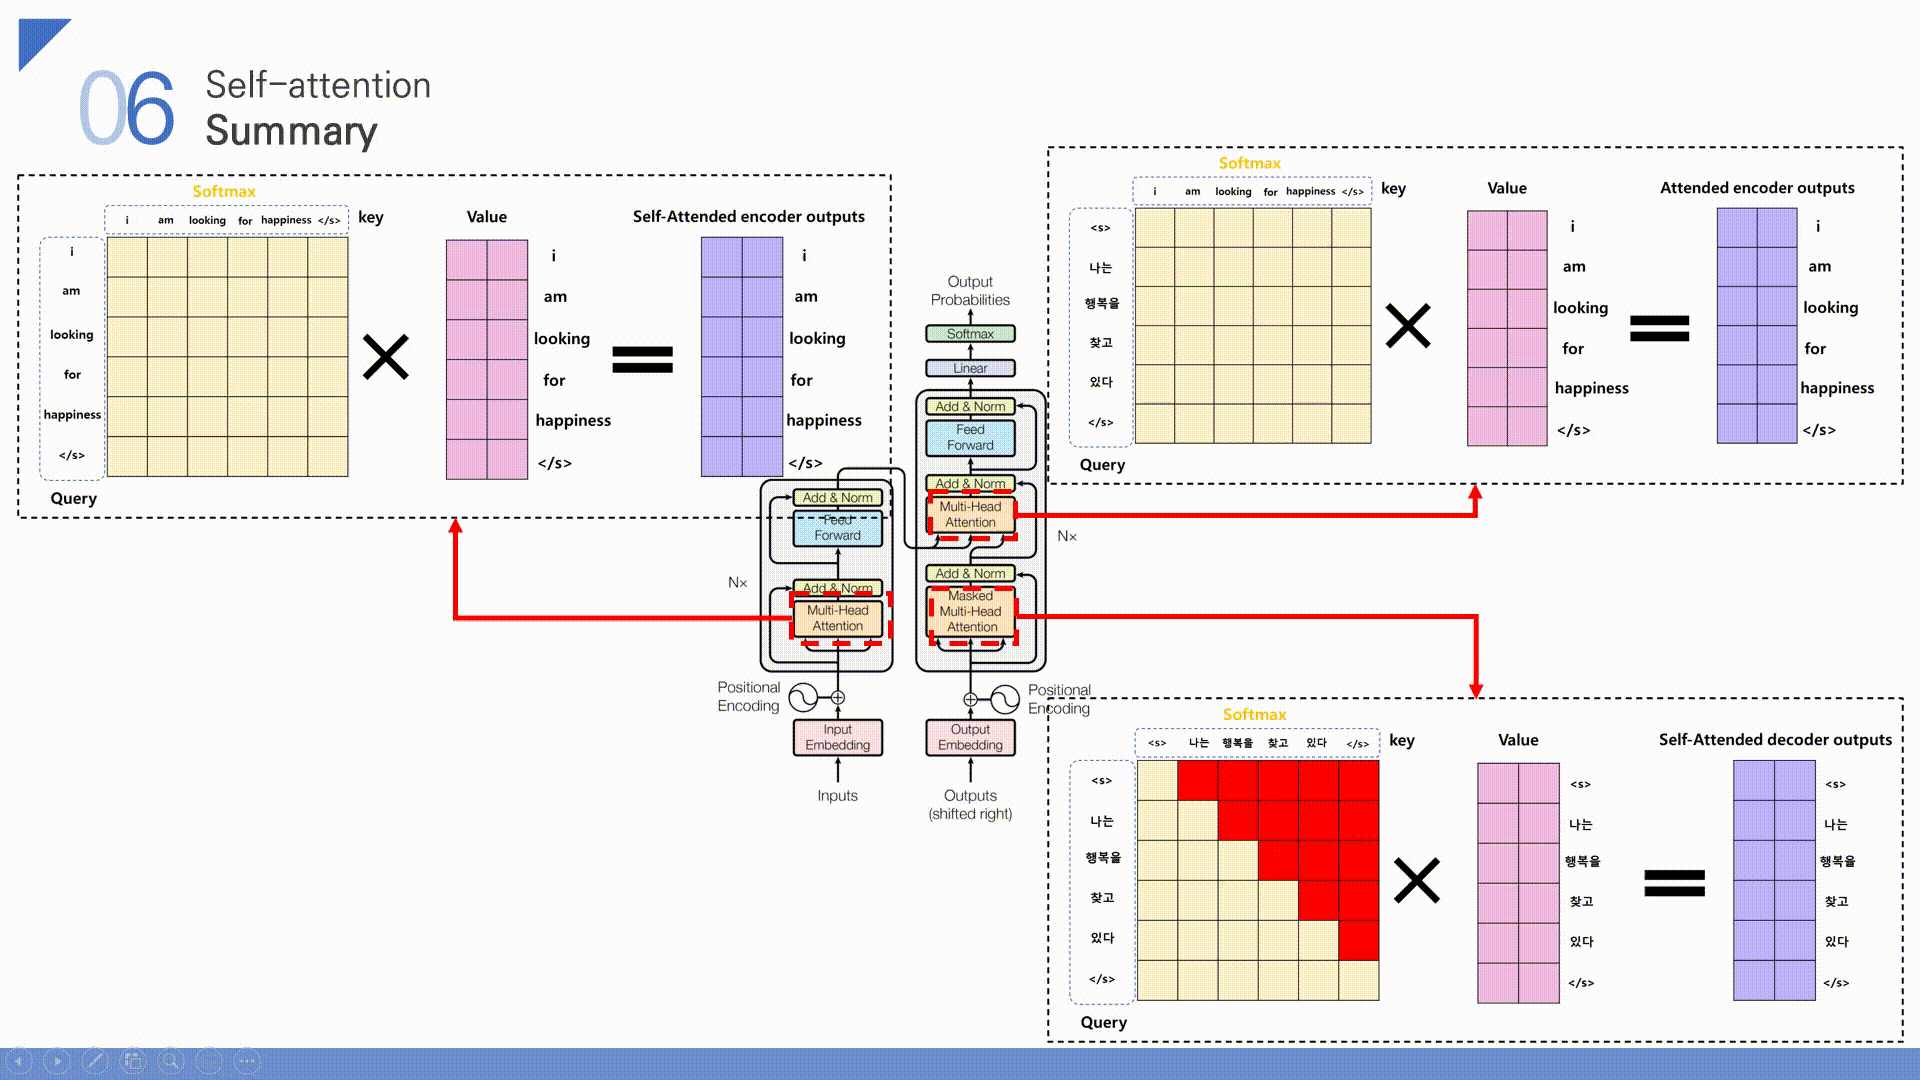 06
Self-attention
Summary
Softmax
i am looking for happiness </s> key
Value
Self-Attended encoder outputs
i
am
looking
for
happiness
</s>
Query
i
am
looking
for
happiness
</s>
i
am
looking
for
happiness
</s>
Softmax
i am looking for happiness </s> key
Value
Attended encoder outputs
<s>
나는
행복을
찾고
있다
</s>
Query
i
am
looking
for
happiness
</s>
i
am
looking
for
happiness
</s>
Output
Probabilities
Softmax
Linear
Add & Norm
Feed
Forward
Add & Norm
Multi-Head
Attention
Nx
Add & Norm
Masked
Multi-Head
Attention
Add & Norm
Feed
Forward
Nx
Add & Norm
Multi-Head
Attention
Positional
Encoding
Positional
Encoding
Input
Embedding
Output
Embedding
Inputs
Outputs
(shifted right)
Softmax
<s> 나는 행복을 찾고 있다 </s> key
Value
Self-Attended decoder outputs
<s>
나는
행복을
찾고
있다
</s>
Query
<s>
나는
행복을
찾고
있다
</s>
<s>
나는
행복을
찾고
있다
</s>